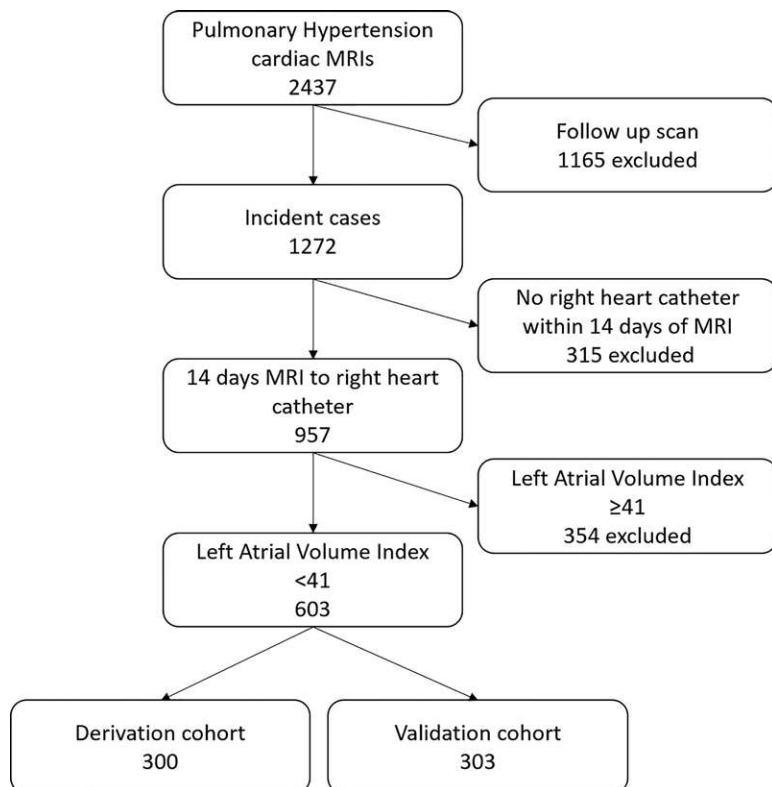 Pulmonary Hypertension
cardiac MRIs
2437
Follow up scan
1165 excluded
Incident cases
1272
No right heart catheter
within 14 days of MRI
315 excluded
14 days MRI to right heart
catheter
957
Left Atrial Volume Index
≥41
354 excluded
Left Atrial Volume Index
<41
603
Derivation cohort
300
Validation cohort
303